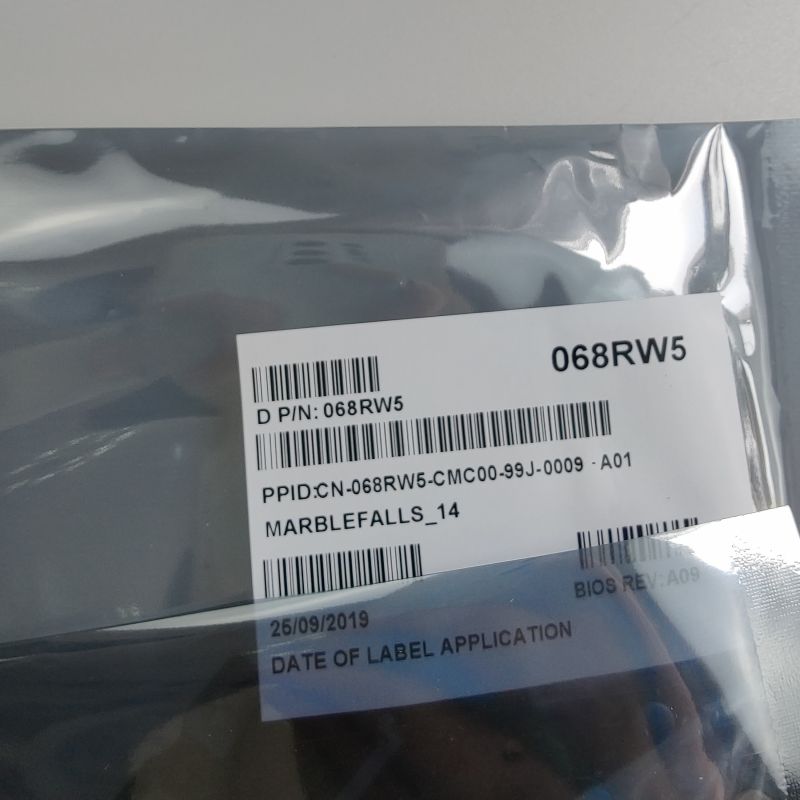 068RW5
D P/N: 068RW5
PPID:CN-068RW5-CMC00-99J-0009 - A01
MARBLEFALLS_14
BIOS REV: A09
25/09/2019
DATE OF LABEL APPLICATION